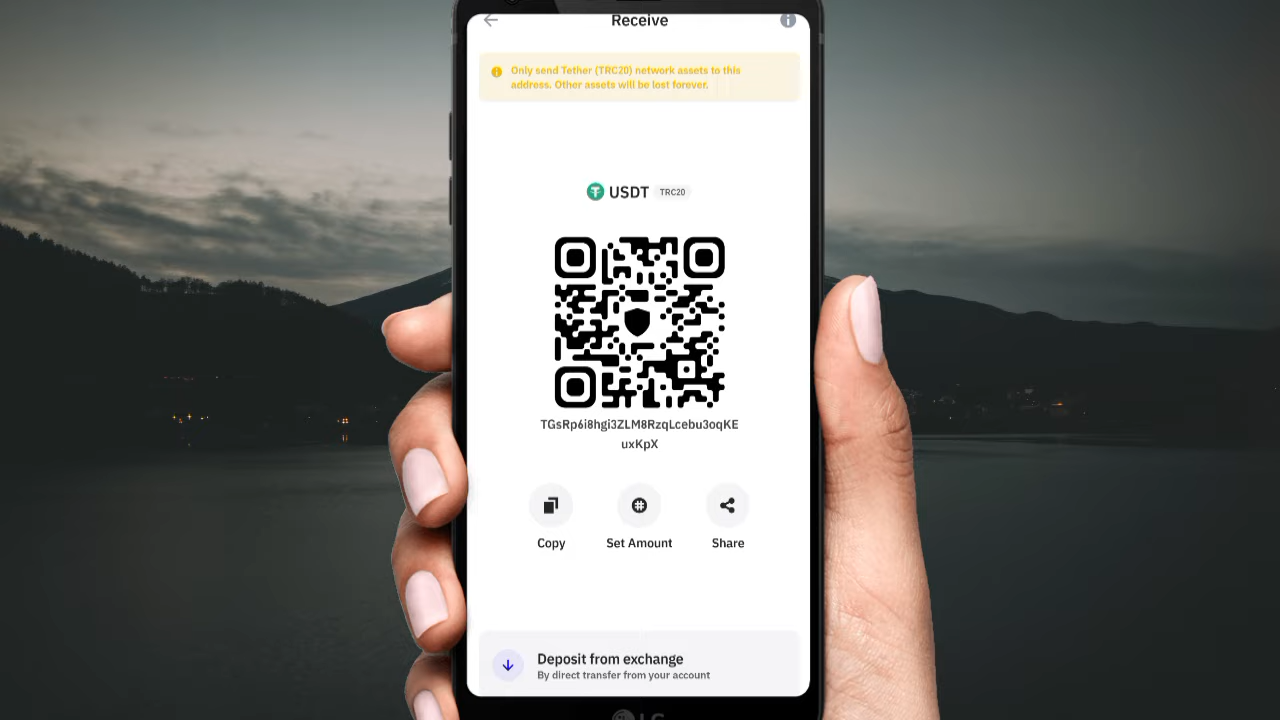 Receive
Only send Tether (TRC20) network assets to this
address. Other assets will be lost forever.
USDT TRC20
TGsRp6i8hgi3ZLM8RzqLcebu3oqKE
uxKpX
Copy
Set Amount
Share
Deposit from exchange
By direct transfer from your account
LG